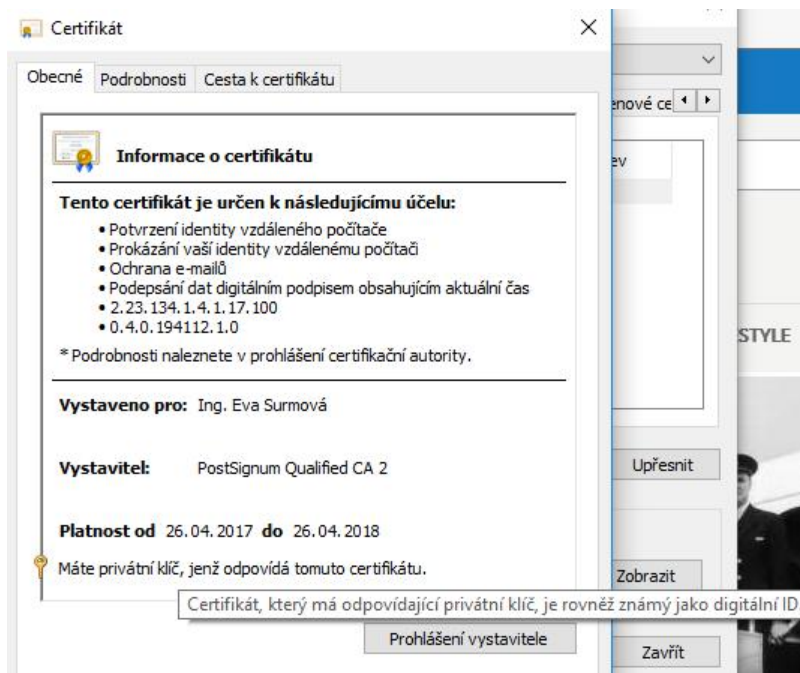 Certifikát
Obecné
Podrobnosti
Cesta k certifikátu
Informace o certifikátu
Tento certifikát je určen k následujícímu účelu:
• Potvrzení identity vzdáleného počítače
• Prokázání vaší identity vzdálenému počítači
• Ochrana e-mailů
• Podepsání dat digitálním podpisem obsahujícím aktuální čas
• 2.23.134.1.4.1.17.100
• 0.4.0.194112.1.0
* Podrobnosti naleznete v prohlášení certifikační autority.
Vystaveno pro: Ing. Eva Surmová
Vystavitel: PostSignum Qualified CA 2
Platnost od 26.04.2017 do 26.04.2018
Máte privátní klíč, jenž odpovídá tomuto certifikátu.
Certifikát, který má odpovídající privátní klíč, je rovněž známý jako digitální ID.
Prohlášení vystavitele
enové ce
ev
Upřesnit
Zobrazit
Zavřít
STYLE